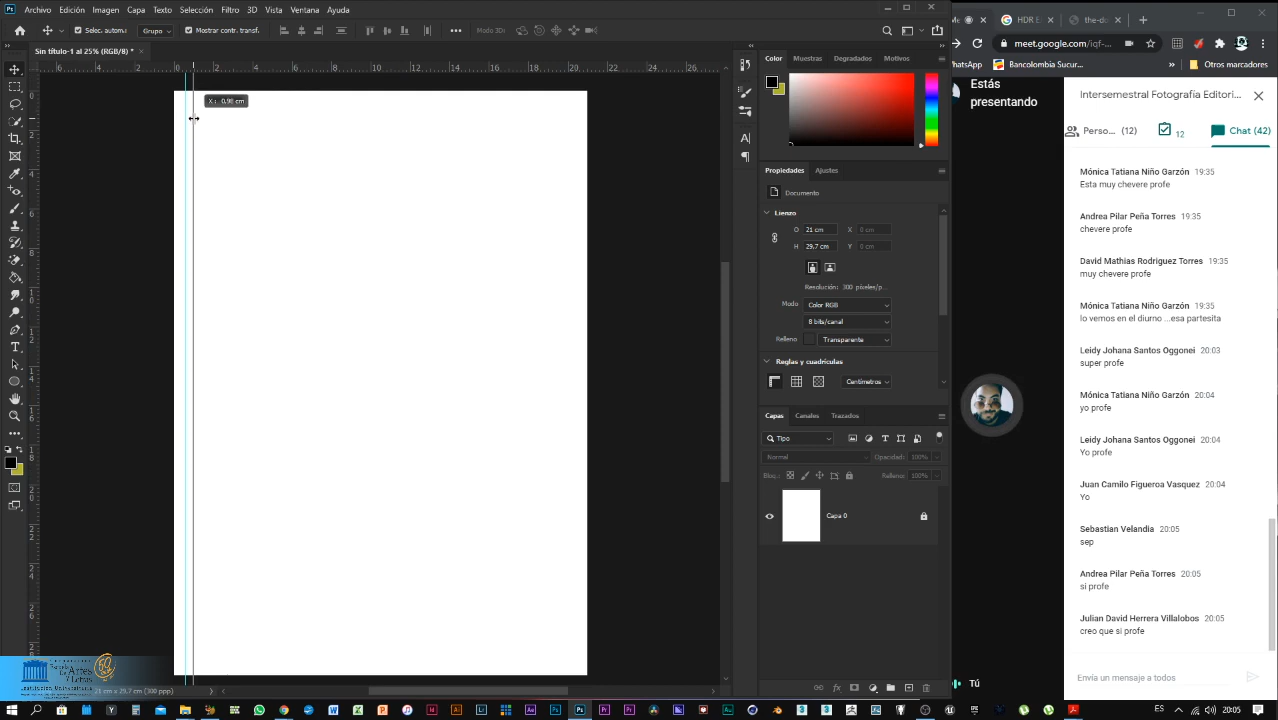 Archivo Edición Imagen Capa Texto Selección Filtro 3D Vista Ventana Ayuda
Selec. autom.: Grupo Mostrar contr. transf. Modo 3D:
Sin título-1 al 25% (RGB/8) *
X: 0,98 cm
Color Muestras Degradados Motivos
Propiedades Ajustes
Documento
Lienzo
O 21 cm X 0 cm
H 29,7 cm Y 0 cm
Resolución: 300 píxeles/p...
Modo Color RGB
8 bits/canal
Relleno Transparente
Reglas y cuadrículas
Centímetros
Capas Canales Trazados
Tipo
Normal Opacidad: 100%
Bloq.: Relleno: 100%
Capa 0
21 cm x 29,7 cm (300 ppp)
HDR E the-do
meet.google.com/iqf-
WhatsApp Bancolombia Sucur... Otros marcadores
Estás
presentando
Intersemestral Fotografía Editori...
Perso... (12) 12 Chat (42)
Mónica Tatiana Niño Garzón 19:35
Esta muy chevere profe
Andrea Pilar Peña Torres 19:35
chevere profe
David Mathias Rodriguez Torres 19:35
muy chevere profe
Mónica Tatiana Niño Garzón 19:35
lo vemos en el diurno ...esa partesita
Leidy Johana Santos Oggonei 20:03
super profe
Mónica Tatiana Niño Garzón 20:04
yo profe
Leidy Johana Santos Oggonei 20:04
Yo profe
Juan Camilo Figueroa Vasquez 20:04
Yo
Sebastian Velandia 20:05
sep
Andrea Pilar Peña Torres 20:05
si profe
Julian David Herrera Villalobos 20:05
creo que si profe
Envía un mensaje a todos
Tú
ES 20:05